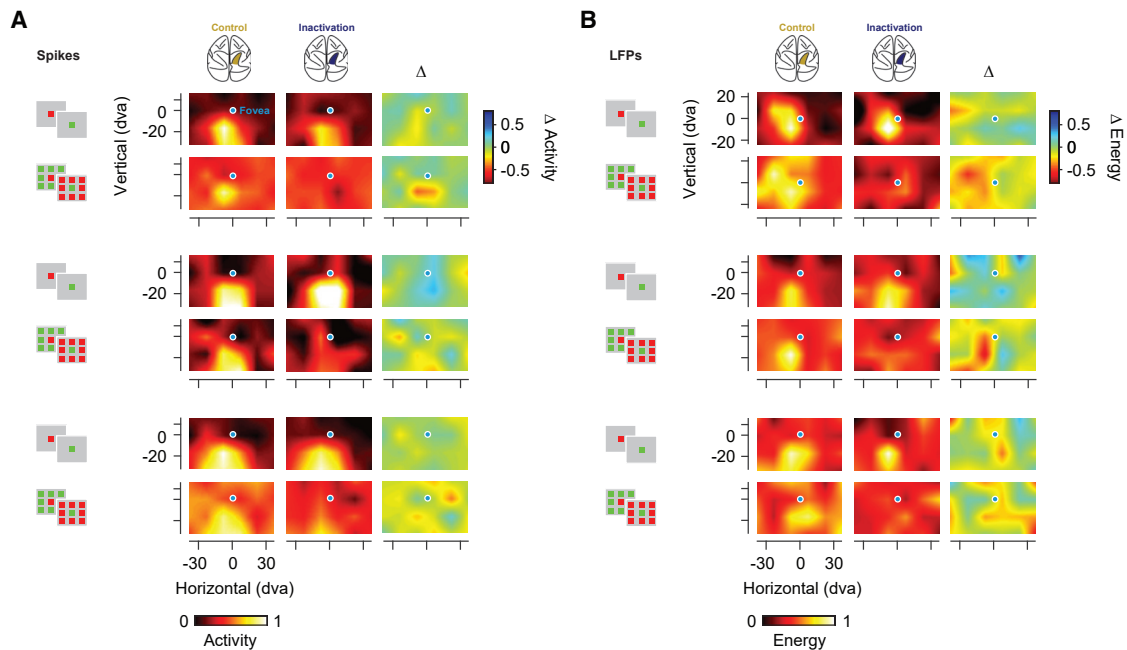 A
Control
Inactivation
Spikes
Δ
Fovea
0
-20
Vertical (dva)
0.5
0
-0.5
Δ Activity
0
-20
0
-20
-30
0
30
Horizontal (dva)
0
1
Activity
B
Control
Inactivation
LFPs
Δ
20
0
-20
Vertical (dva)
0.5
0
-0.5
Δ Energy
0
-20
0
-20
-30
0
30
Horizontal (dva)
0
1
Energy